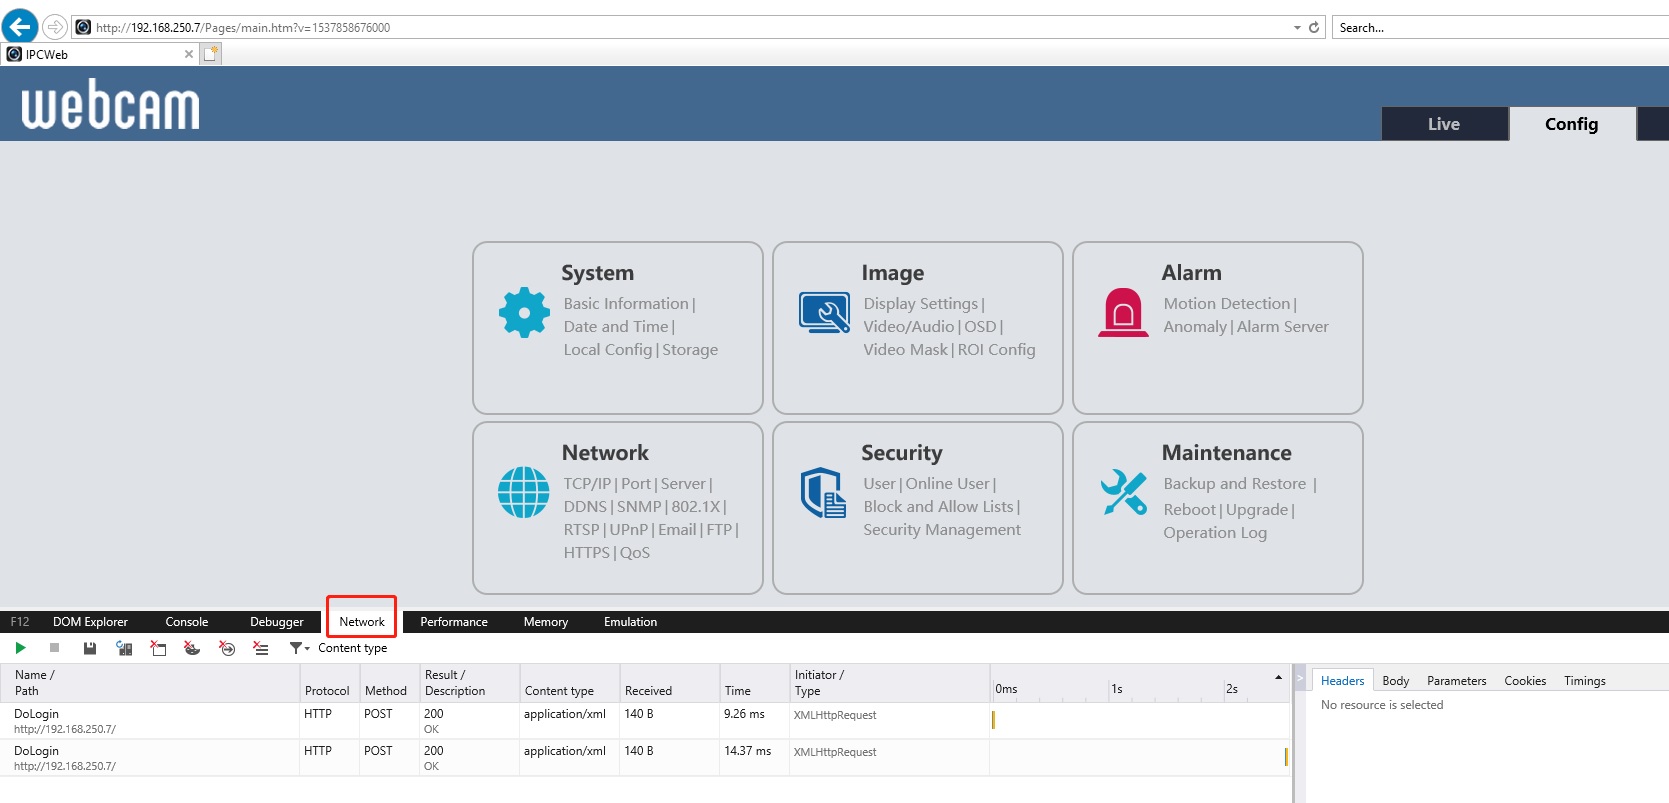 http://192.168.250.7/Pages/main.htm?v=1537858676000
Search...
IPCWeb
webcam
Live
Config
System
Basic Information |
Date and Time |
Local Config | Storage
Image
Display Settings |
Video/Audio | OSD |
Video Mask | ROI Config
Alarm
Motion Detection |
Anomaly | Alarm Server
Network
TCP/IP | Port | Server |
DDNS | SNMP | 802.1X |
RTSP | UPnP | Email | FTP |
HTTPS | QoS
Security
User | Online User |
Block and Allow Lists |
Security Management
Maintenance
Backup and Restore |
Reboot | Upgrade |
Operation Log
F12 DOM Explorer Console Debugger Network Performance Memory Emulation
Content type
Name / Path Protocol Method Result / Description Content type Received Time Initiator / Type 0ms 1s 2s
DoLogin HTTP POST 200 application/xml 140 B 9.26 ms XMLHttpRequest
http://192.168.250.7/ OK
DoLogin HTTP POST 200 application/xml 140 B 14.37 ms XMLHttpRequest
http://192.168.250.7/ OK
Headers Body Parameters Cookies Timings
No resource is selected